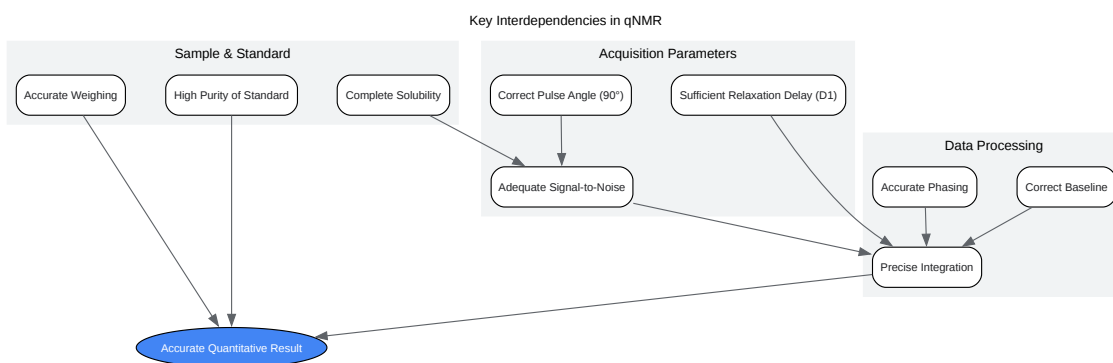 Key Interdependencies in qNMR
Sample & Standard
Acquisition Parameters
Accurate Weighing
High Purity of Standard
Complete Solubility
Correct Pulse Angle (90°)
Sufficient Relaxation Delay (D1)
Data Processing
Adequate Signal-to-Noise
Accurate Phasing
Correct Baseline
Precise Integration
Accurate Quantitative Result